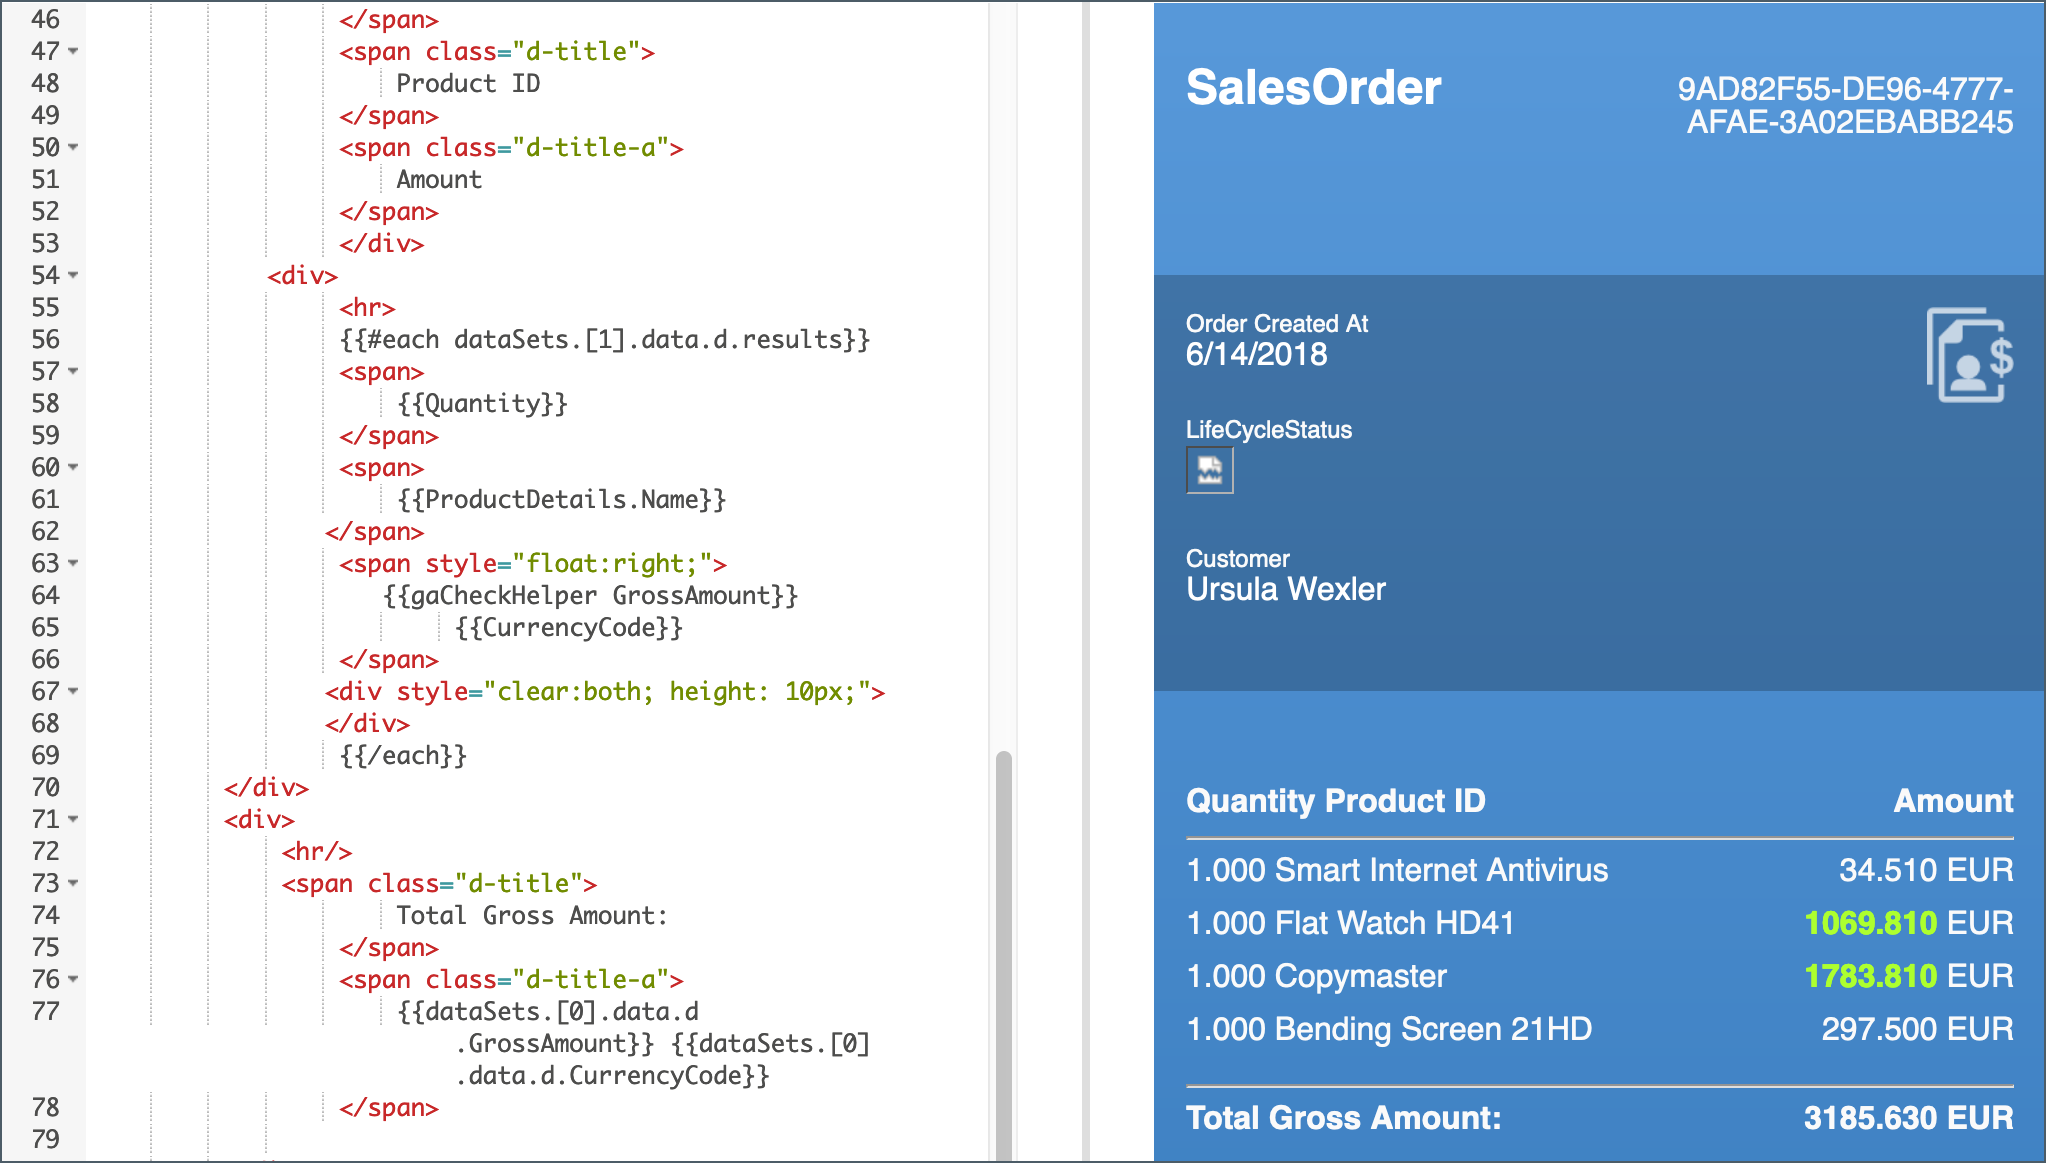 46 </span>
47 <span class="d-title">
48 Product ID
49 </span>
50 <span class="d-title-a">
51 Amount
52 </span>
53 </div>
54 <div>
55 <hr>
56 {{#each dataSets.[1].data.d.results}}
57 <span>
58 {{Quantity}}
59 </span>
60 <span>
61 {{ProductDetails.Name}}
62 </span>
63 <span style="float:right;">
64 {{gaCheckHelper GrossAmount}}
65 {{CurrencyCode}}
66 </span>
67 <div style="clear:both; height: 10px;">
68 </div>
69 {{/each}}
70 </div>
71 <div>
72 <hr/>
73 <span class="d-title">
74 Total Gross Amount:
75 </span>
76 <span class="d-title-a">
77 {{dataSets.[0].data.d
.GrossAmount}} {{dataSets.[0]
.data.d.CurrencyCode}}
78 </span>
79
SalesOrder
9AD82F55-DE96-4777-
AFAE-3A02EBABB245
Order Created At
6/14/2018
$
LifeCycleStatus
Customer
Ursula Wexler
Quantity Product ID Amount
1.000 Smart Internet Antivirus 34.510 EUR
1.000 Flat Watch HD41 1069.810 EUR
1.000 Copymaster 1783.810 EUR
1.000 Bending Screen 21HD 297.500 EUR
Total Gross Amount: 3185.630 EUR